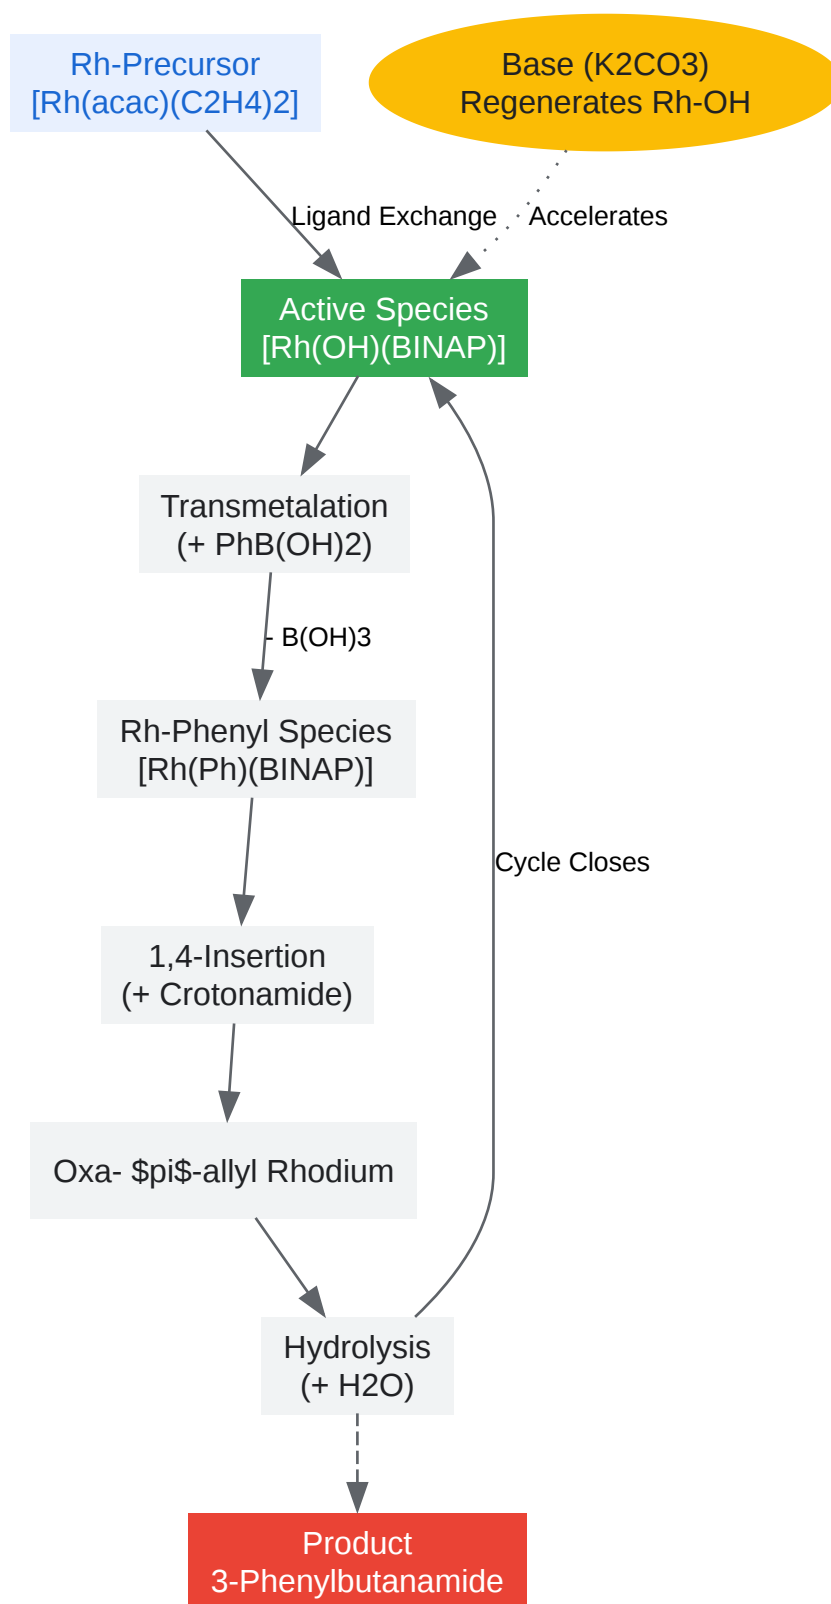 Rh-Precursor
[Rh(acac)(C2H4)2]
Base (K2CO3)
Regenerates Rh-OH
Ligand Exchange
Accelerates
Active Species
[Rh(OH)(BINAP)]
Transmetalation
(+ PhB(OH)2)
- B(OH)3
Rh-Phenyl Species
[Rh(Ph)(BINAP)]
Cycle Closes
1,4-Insertion
(+ Crotonamide)
Oxa- $pi$-allyl Rhodium
Hydrolysis
(+ H2O)
Product
3-Phenylbutanamide